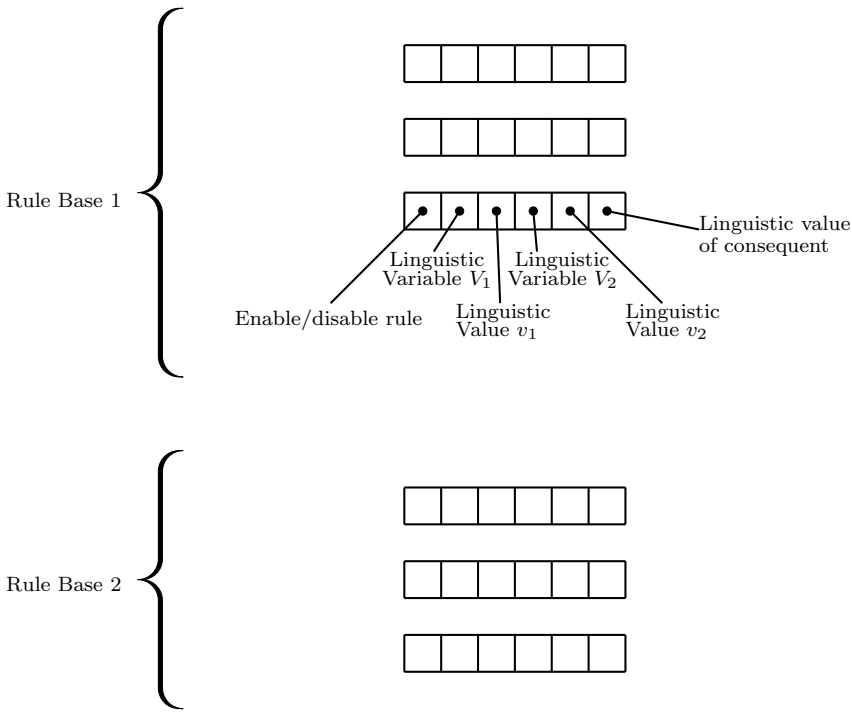 Rule Base 1
Linguistic value
of consequent
Linguistic
Variable V₁
Linguistic
Variable V₂
Enable/disable rule
Linguistic
Value v₁
Linguistic
Value v₂
Rule Base 2